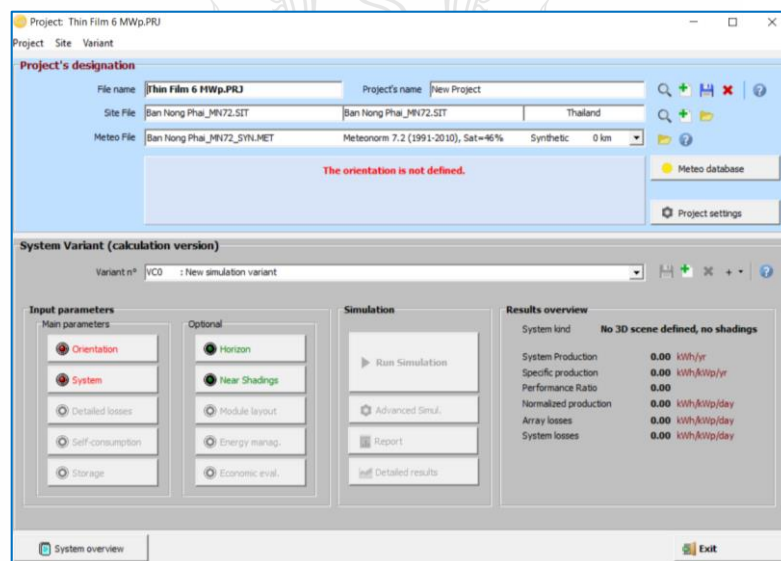 Project: Thin Film 6 MWp.PRJ
Project Site Variant
Project's designation
File name Thin Film 6 MWp.PRJ Project's name New Project
Site File Ban Nong Phai_MN72.SIT Ban Nong Phai_MN72.SIT Thailand
Meteo File Ban Nong Phai_MN72_SYN.MET Meteonorm 7.2 (1991-2010), Sat=46% Synthetic 0 km
The orientation is not defined.
Meteo database
Project settings
System Variant (calculation version)
Variant n° VC0 : New simulation variant
Input parameters
Main parameters
Orientation
System
Detailed losses
Self-consumption
Storage
Optional
Horizon
Near Shadings
Module layout
Energy manag.
Economic eval.
Simulation
Run Simulation
Advanced Simul.
Report
Detailed results
Results overview
System kind No 3D scene defined, no shadings
System Production 0.00 kWh/yr
Specific production 0.00 kWh/kWp/yr
Performance Ratio 0.00
Normalized production 0.00 kWh/kWp/day
Array losses 0.00 kWh/kWp/day
System losses 0.00 kWh/kWp/day
System overview
Exit